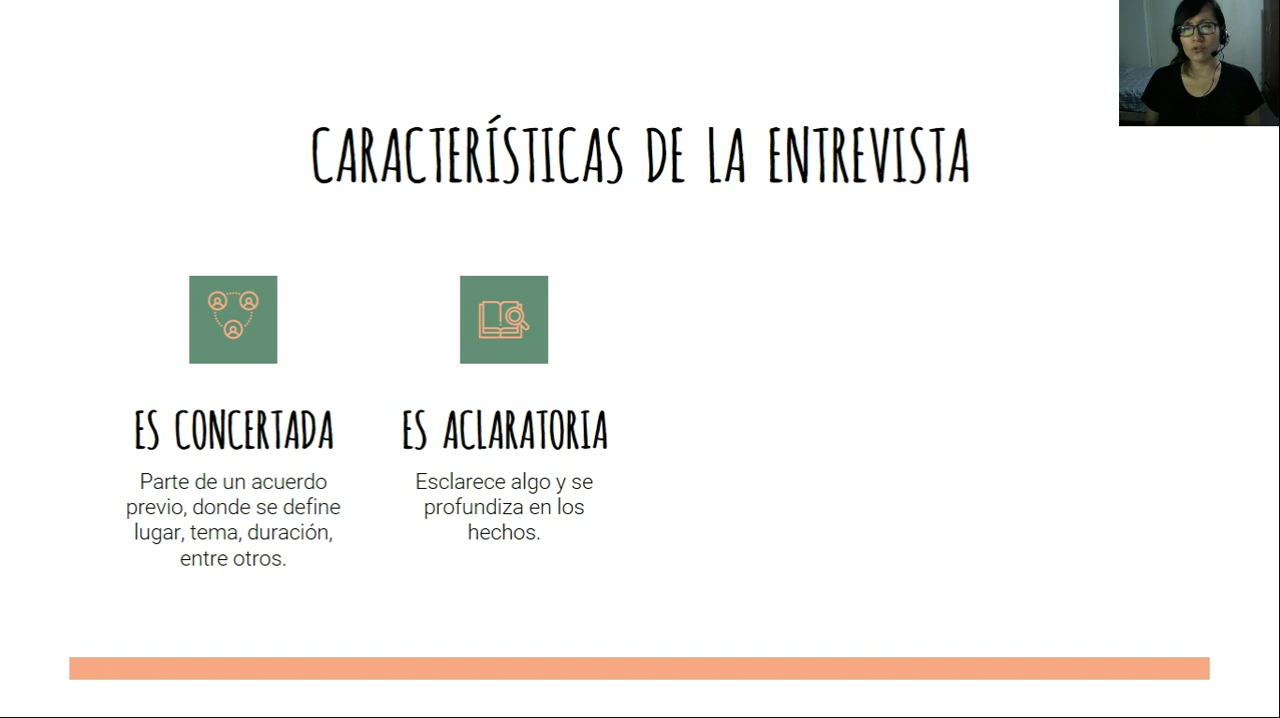 CARACTERÍSTICAS DE LA ENTREVISTA
ES CONCERTADA
Parte de un acuerdo
previo, donde se define
lugar, tema, duración,
entre otros.
ES ACLARATORIA
Esclarece algo y se
profundiza en los
hechos.